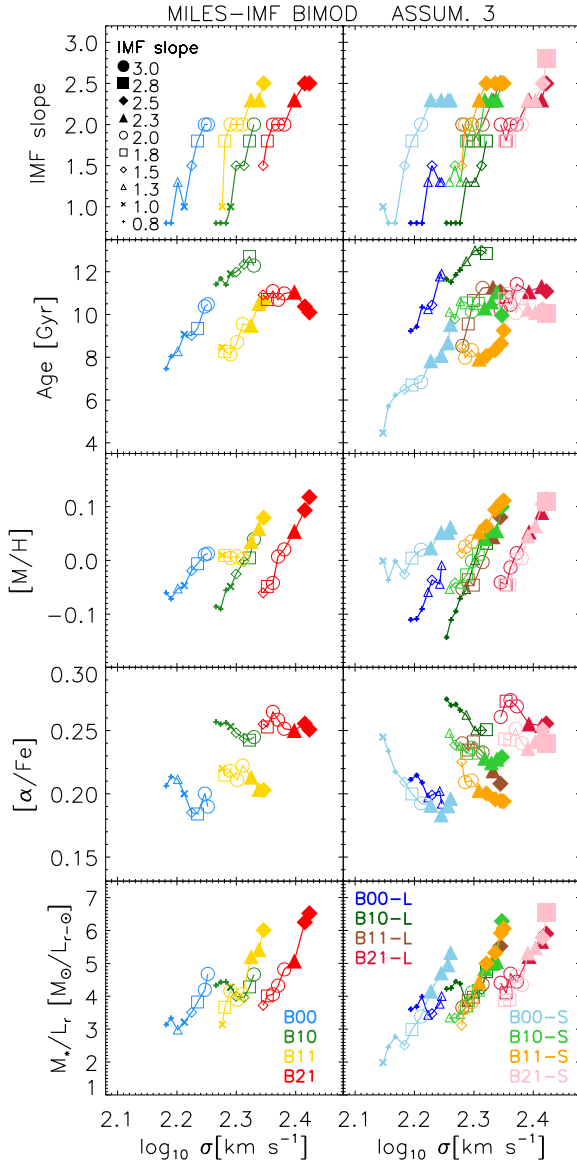 MILES-IMF BIMOD ASSUM. 3
IMF slope
3.0
2.8
2.5
2.3
2.0
1.8
1.5
1.3
1.0
0.8
3.0
2.5
2.0
1.5
1.0
IMF slope
12
10
8
6
4
Age [Gyr]
0.1
0.0
−0.1
[M/H]
0.30
0.25
0.20
0.15
[α/Fe]
7
6
5
4
3
2
1
M*/Lr [M⊙/Lr−⊙]
B00
B10
B11
B21
B00-L
B10-L
B11-L
B21-L
B00-S
B10-S
B11-S
B21-S
2.1 2.2 2.3 2.4 2.1 2.2 2.3 2.4
log10 σ[km s−1] log10 σ[km s−1]